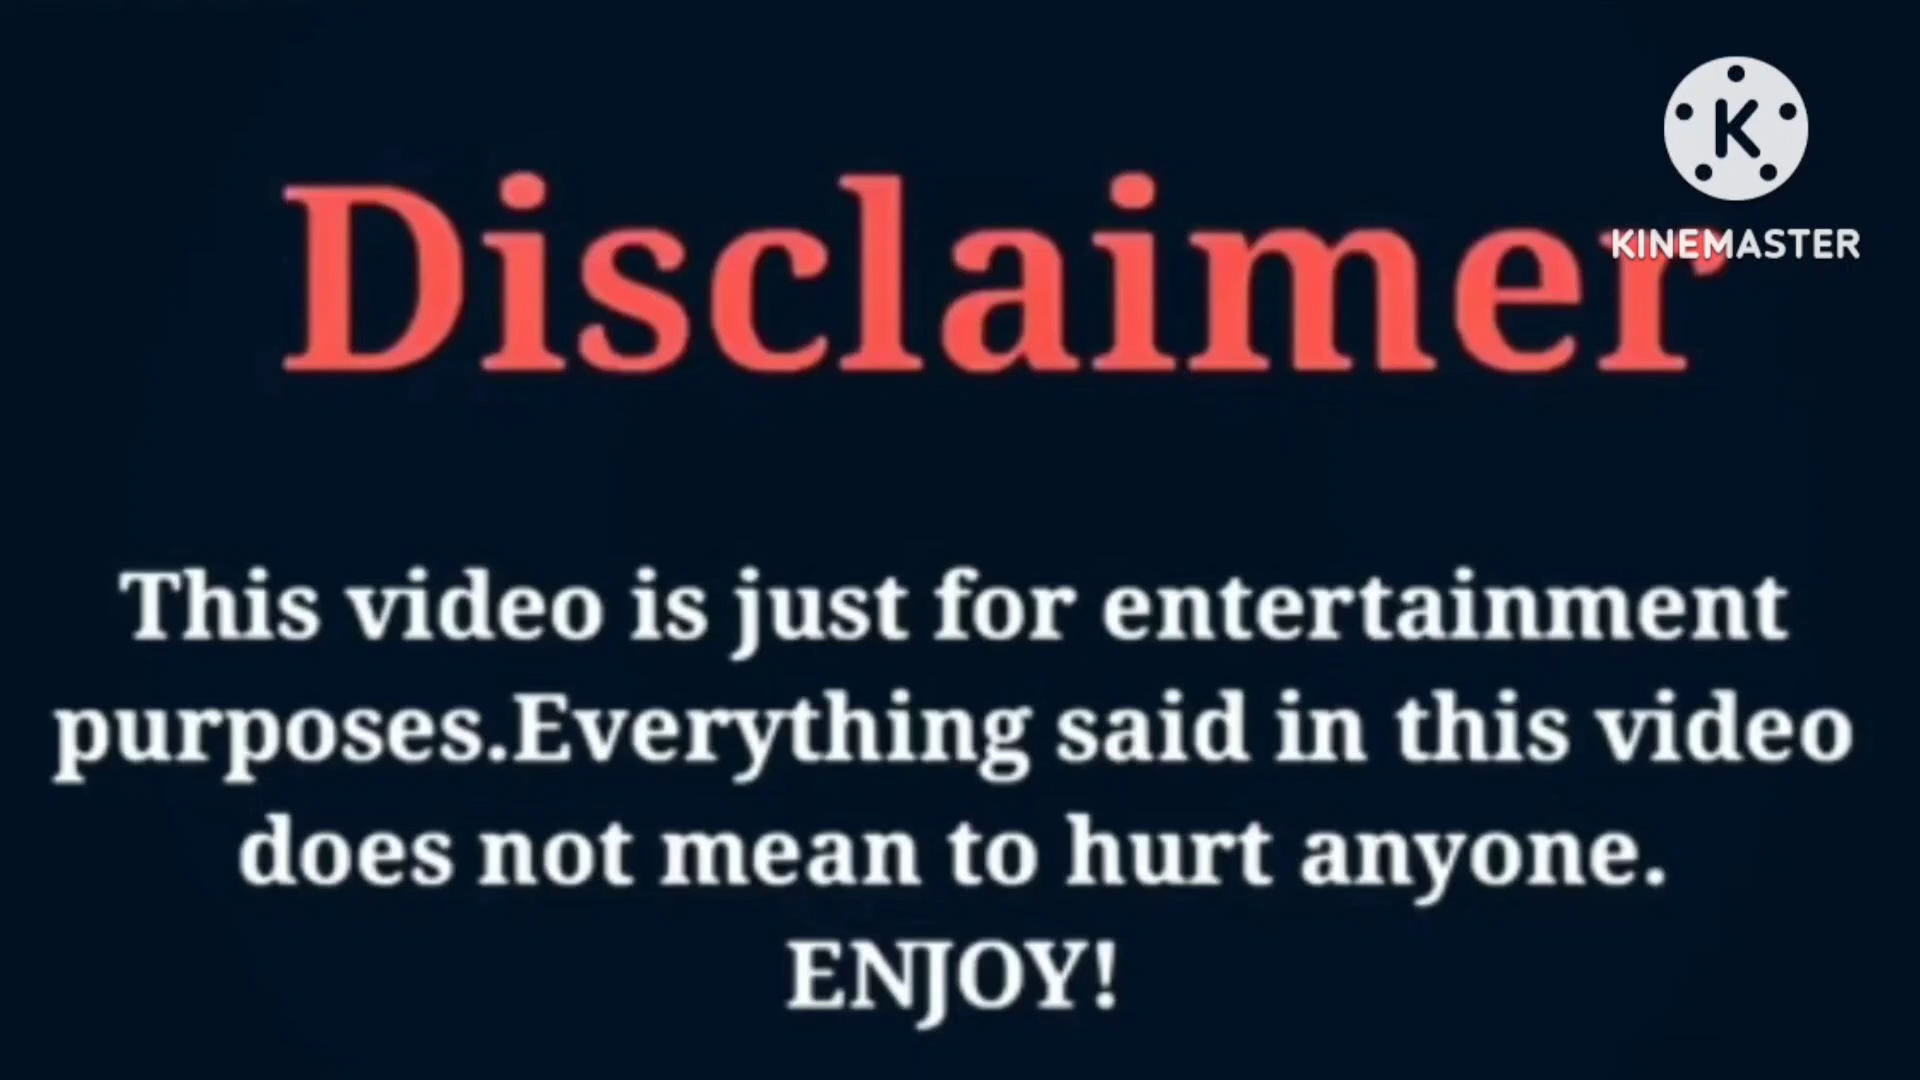 K
KINEMASTER
Disclaimer
This video is just for entertainment
purposes.Everything said in this video
does not mean to hurt anyone.
ENJOY!